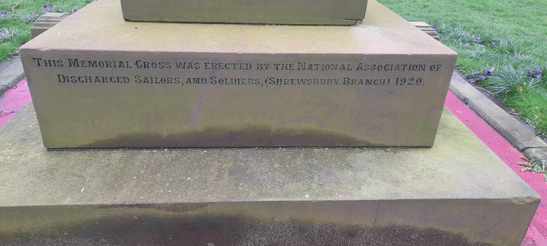 This Memorial Cross was erected by the National Association of
Discharged Sailors, and Soldiers, (Shrewsbury Branch) 1920.